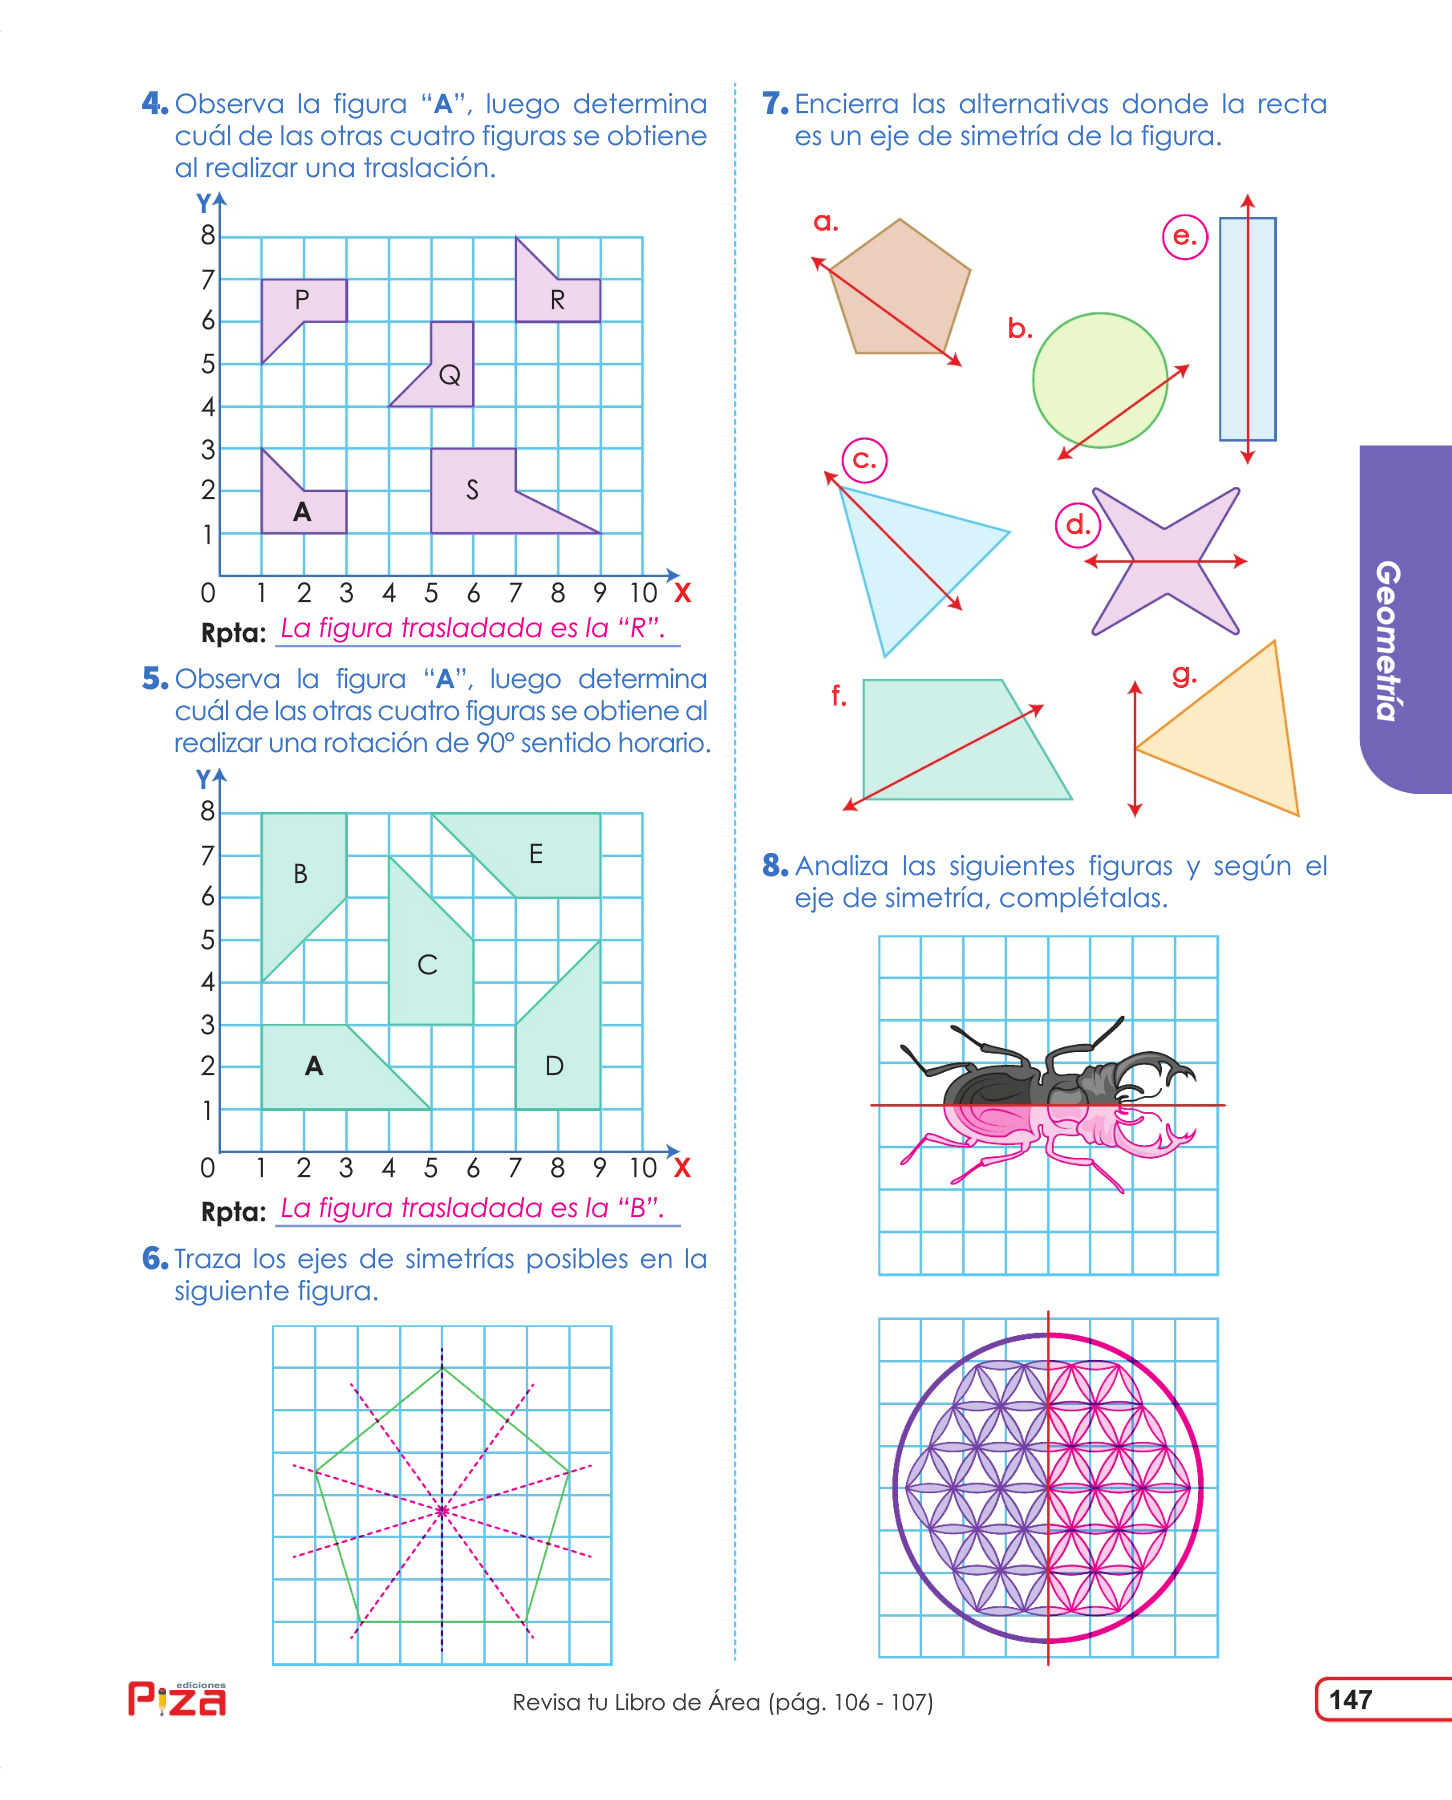 4. Observa la figura “A”, luego determina
cuál de las otras cuatro figuras se obtiene
al realizar una traslación.
Y
8
7
6
5
4
3
2
1
P
R
Q
S
A
0 1 2 3 4 5 6 7 8 9 10 X
Rpta: La figura trasladada es la “R”.
5. Observa la figura “A”, luego determina
cuál de las otras cuatro figuras se obtiene al
realizar una rotación de 90° sentido horario.
Y
8
7
6
5
4
3
2
1
B
E
C
A
D
0 1 2 3 4 5 6 7 8 9 10 X
Rpta: La figura trasladada es la “B”.
6. Traza los ejes de simetrías posibles en la
siguiente figura.
7. Encierra las alternativas donde la recta
es un eje de simetría de la figura.
a.
e.
b.
c.
d.
f.
g.
8. Analiza las siguientes figuras y según el
eje de simetría, complétalas.
Geometría
ediciones
Piza
Revisa tu Libro de Área (pág. 106 - 107)
147